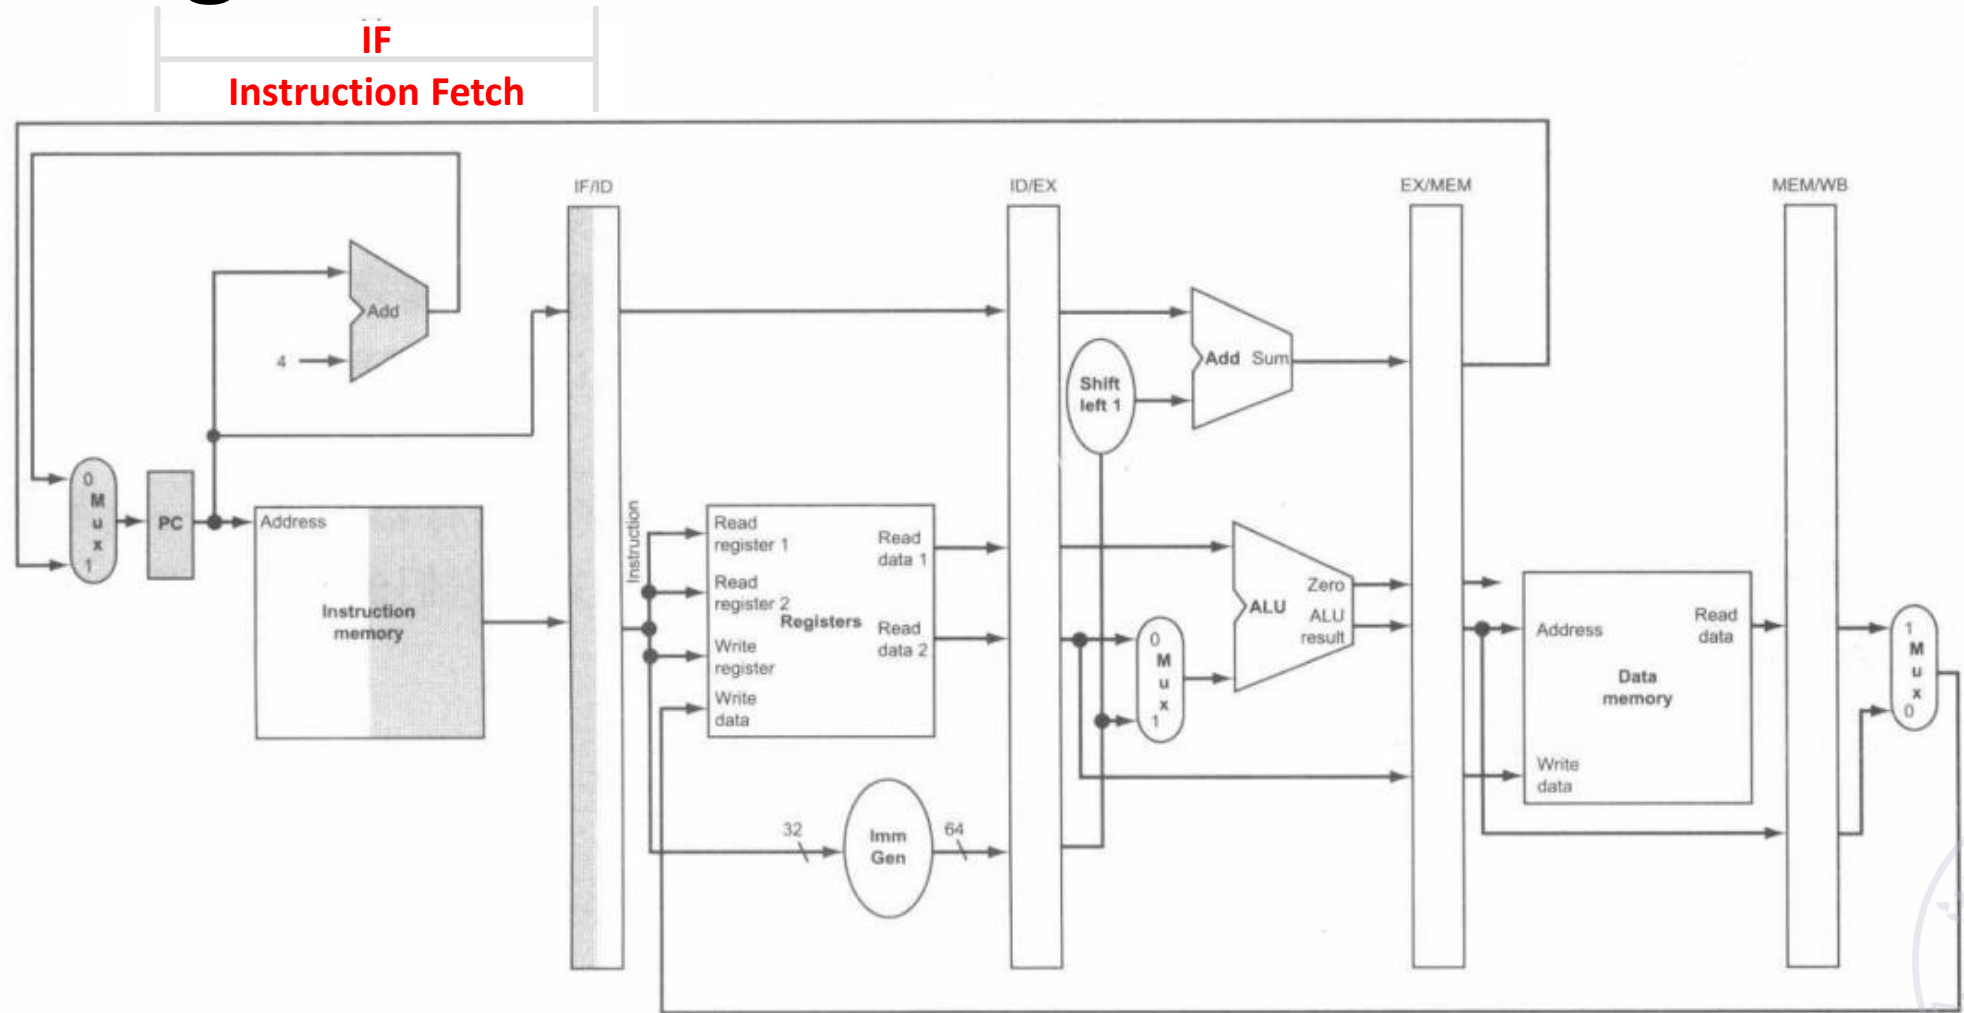 IF
Instruction Fetch
IF/ID
ID/EX
EX/MEM
MEM/WB
Add
4
Shift
left 1
Add Sum
0
M
u
x
1
PC
Address
Instruction
memory
Instruction
Read
register 1
Read
register 2
Write
register
Write
data
Registers
Read
data 1
Read
data 2
32
Imm
Gen
64
0
M
u
x
1
ALU
Zero
ALU
result
Address
Read
data
Data
memory
Write
data
1
M
u
x
0